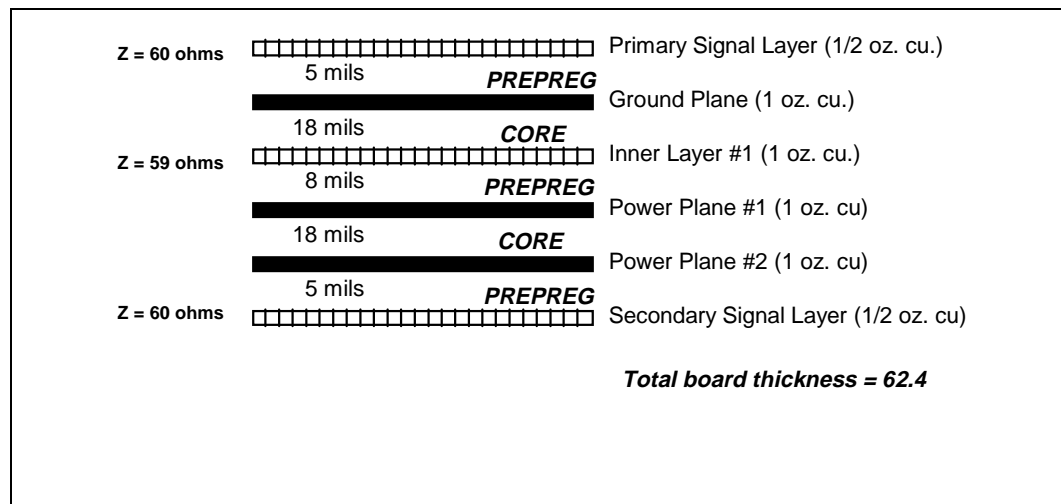 Z = 60 ohms Primary Signal Layer (1/2 oz. cu.)
5 mils PREPREG
Ground Plane (1 oz. cu.)
18 mils CORE
Z = 59 ohms Inner Layer #1 (1 oz. cu.)
8 mils PREPREG
Power Plane #1 (1 oz. cu)
18 mils CORE
Power Plane #2 (1 oz. cu)
5 mils PREPREG
Z = 60 ohms Secondary Signal Layer (1/2 oz. cu)
Total board thickness = 62.4